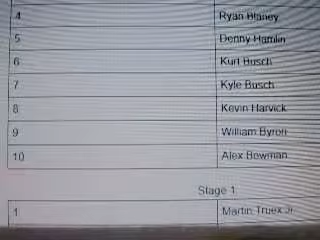 4 Ryan Blaney
5 Denny Hamlin
6 Kurt Busch
7 Kyle Busch
8 Kevin Harvick
9 William Byron
10 Alex Bowman
Stage 1
1 Martin Truex Jr